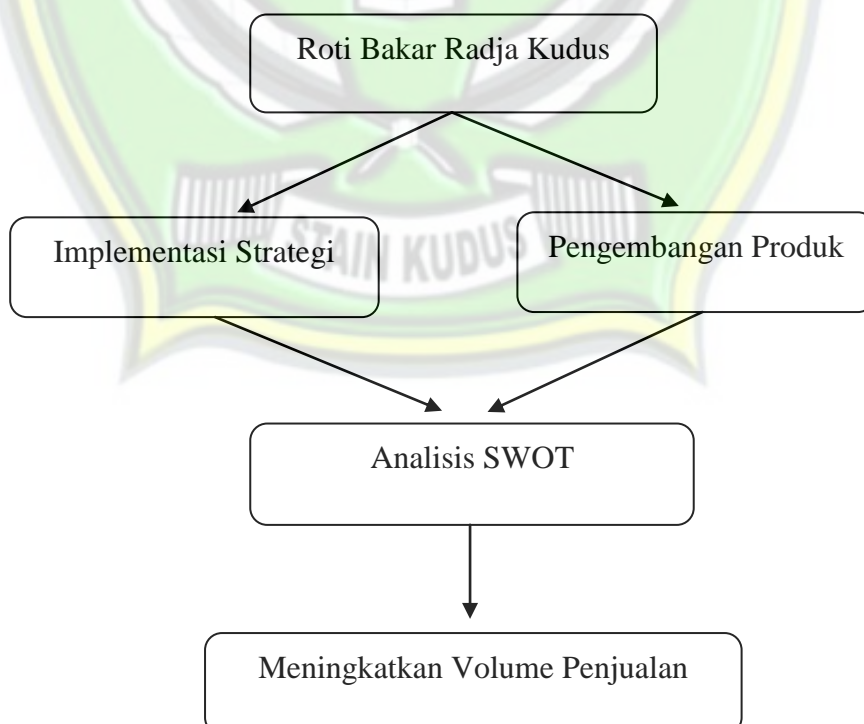 Roti Bakar Radja Kudus
Implementasi Strategi
Pengembangan Produk
STAIN KUDUS
Analisis SWOT
Meningkatkan Volume Penjualan